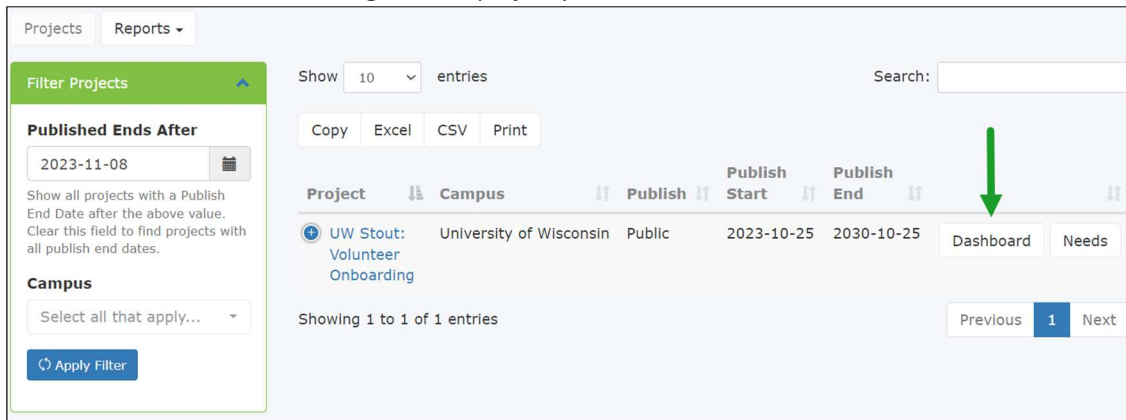 Projects Reports
Filter Projects
Published Ends After
2023-11-08
Show all projects with a Publish
End Date after the above value.
Clear this field to find projects with
all publish end dates.
Campus
Select all that apply...
Apply Filter
Show 10 entries
Search:
Copy Excel CSV Print
Project Campus Publish Publish Start Publish End
UW Stout: Volunteer Onboarding University of Wisconsin Public 2023-10-25 2030-10-25 Dashboard Needs
Showing 1 to 1 of 1 entries
Previous 1 Next